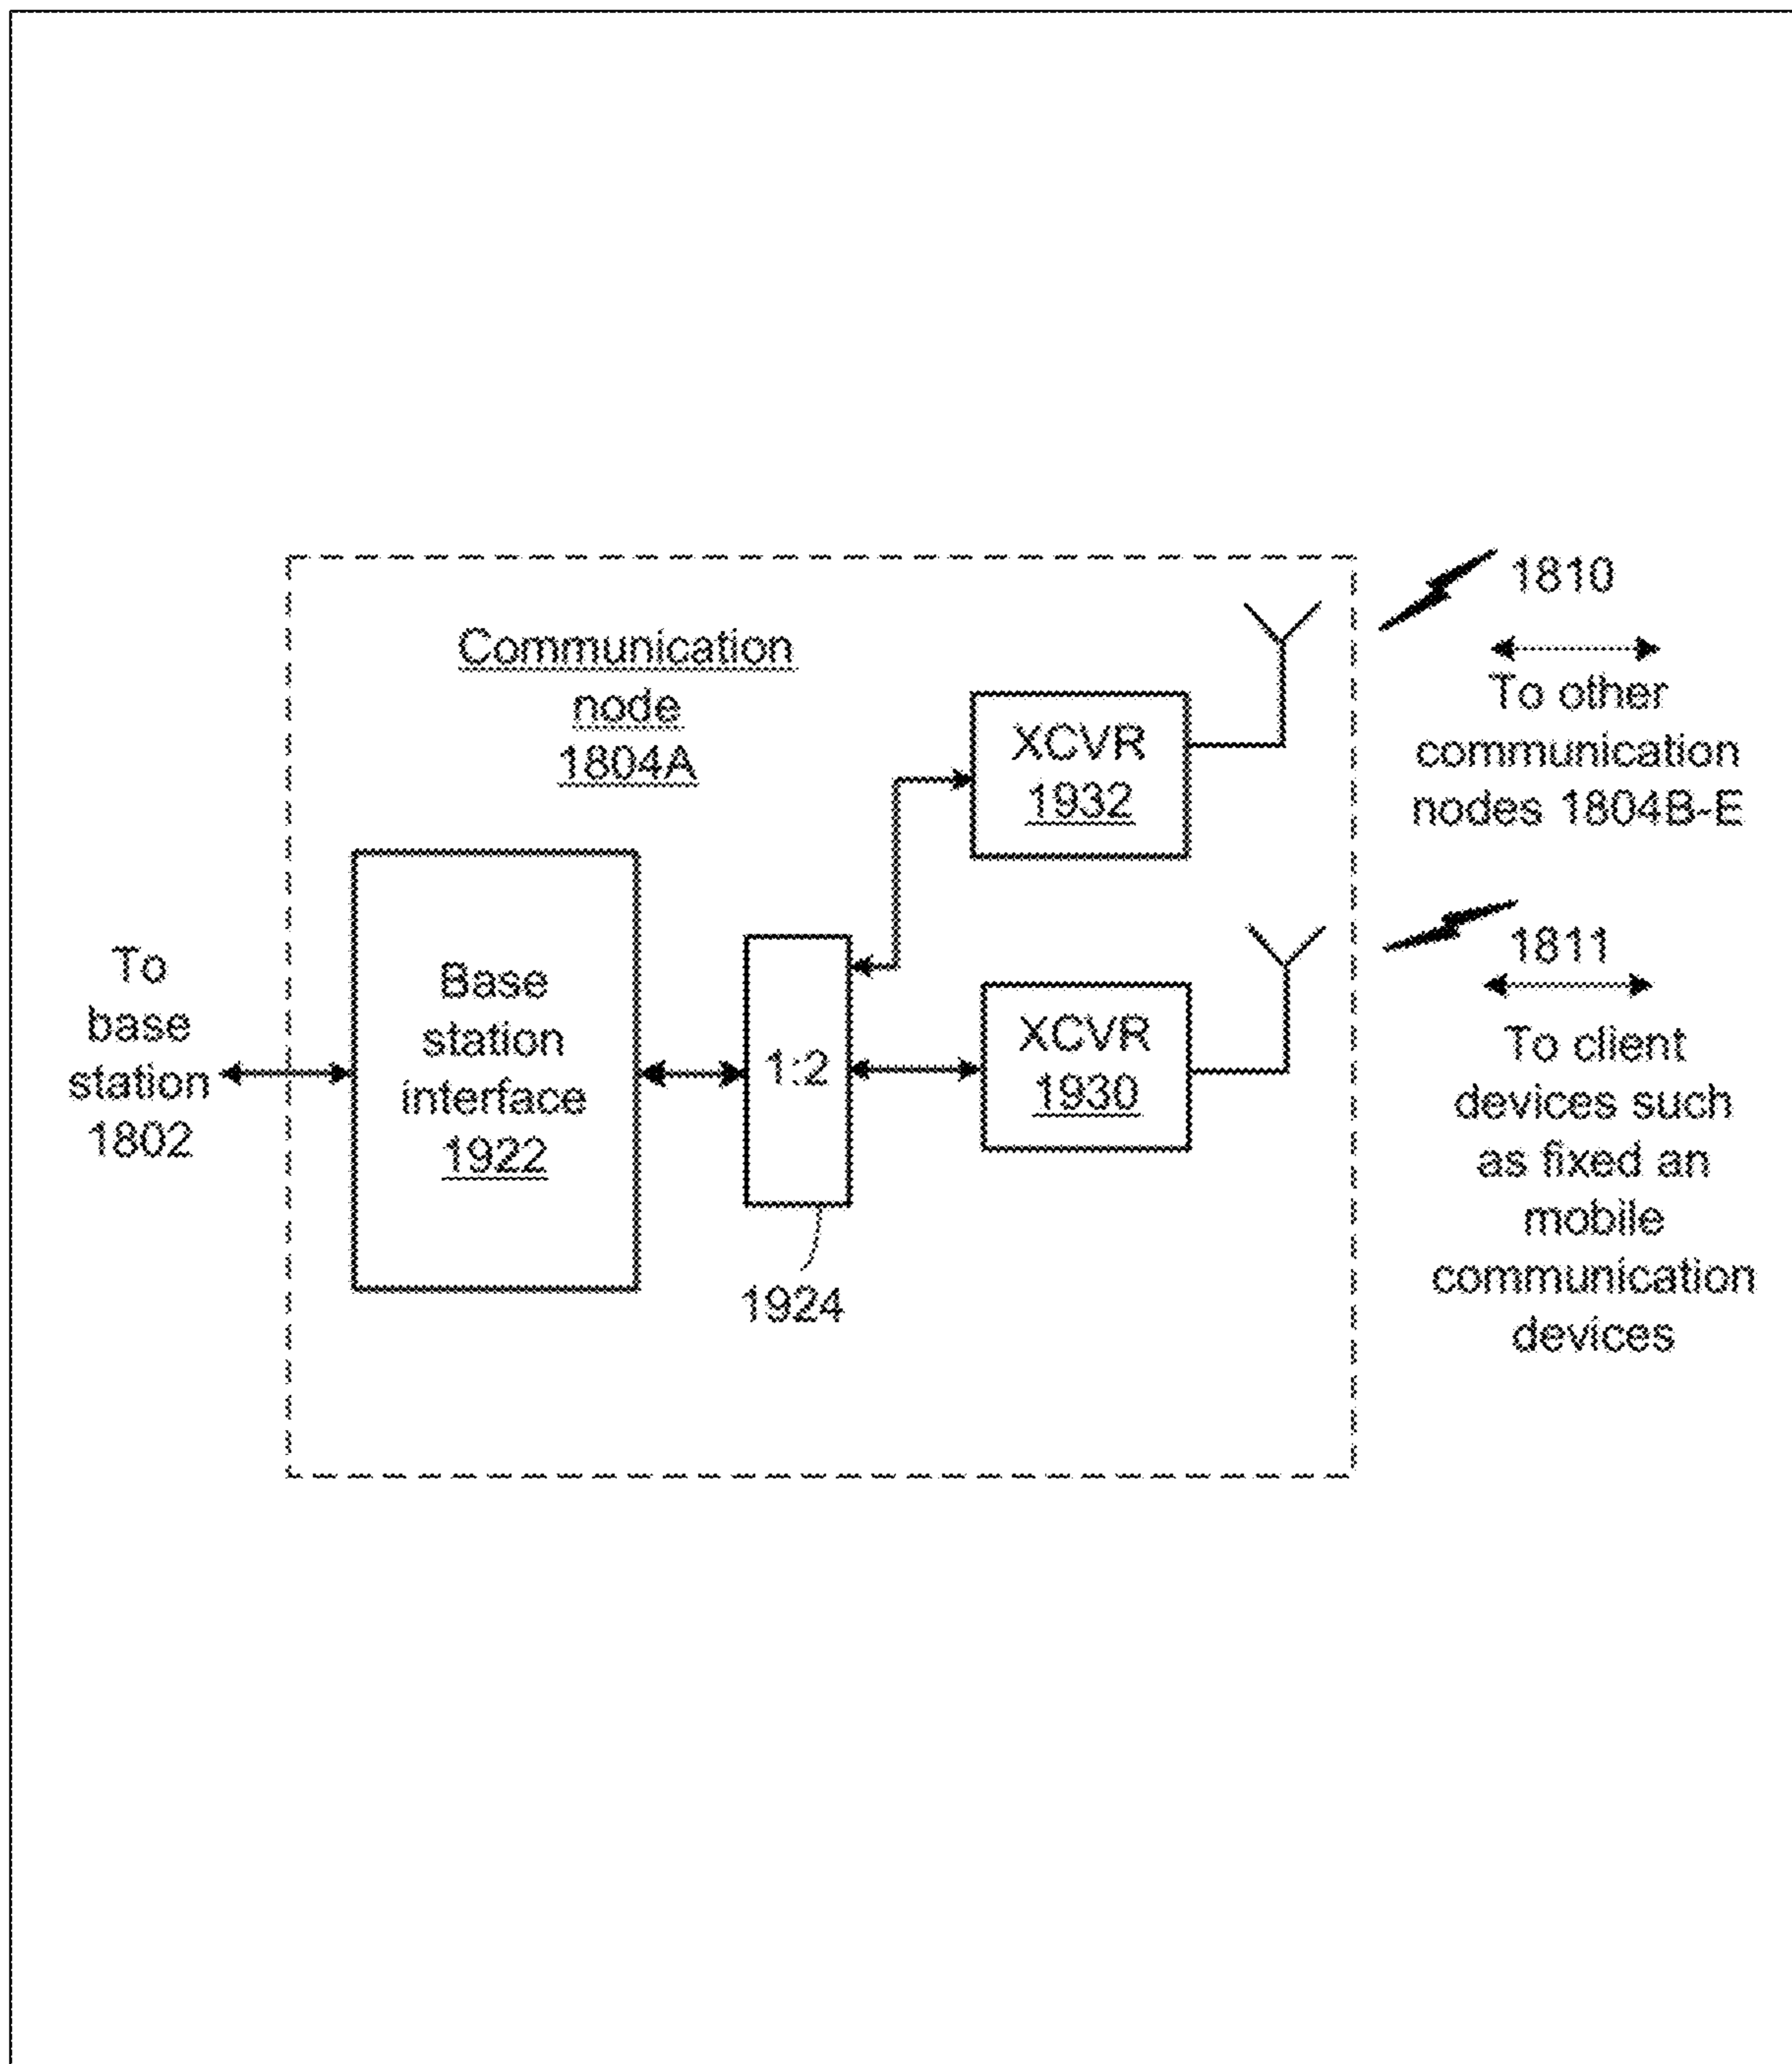 Communication
node
1804A
To
base
station
1802
Base
station
interface
1922
1:2
1924
XCVR
1932
XCVR
1930
1810
To other
communication
nodes 1804B-E
1811
To client
devices such
as fixed an
mobile
communication
devices